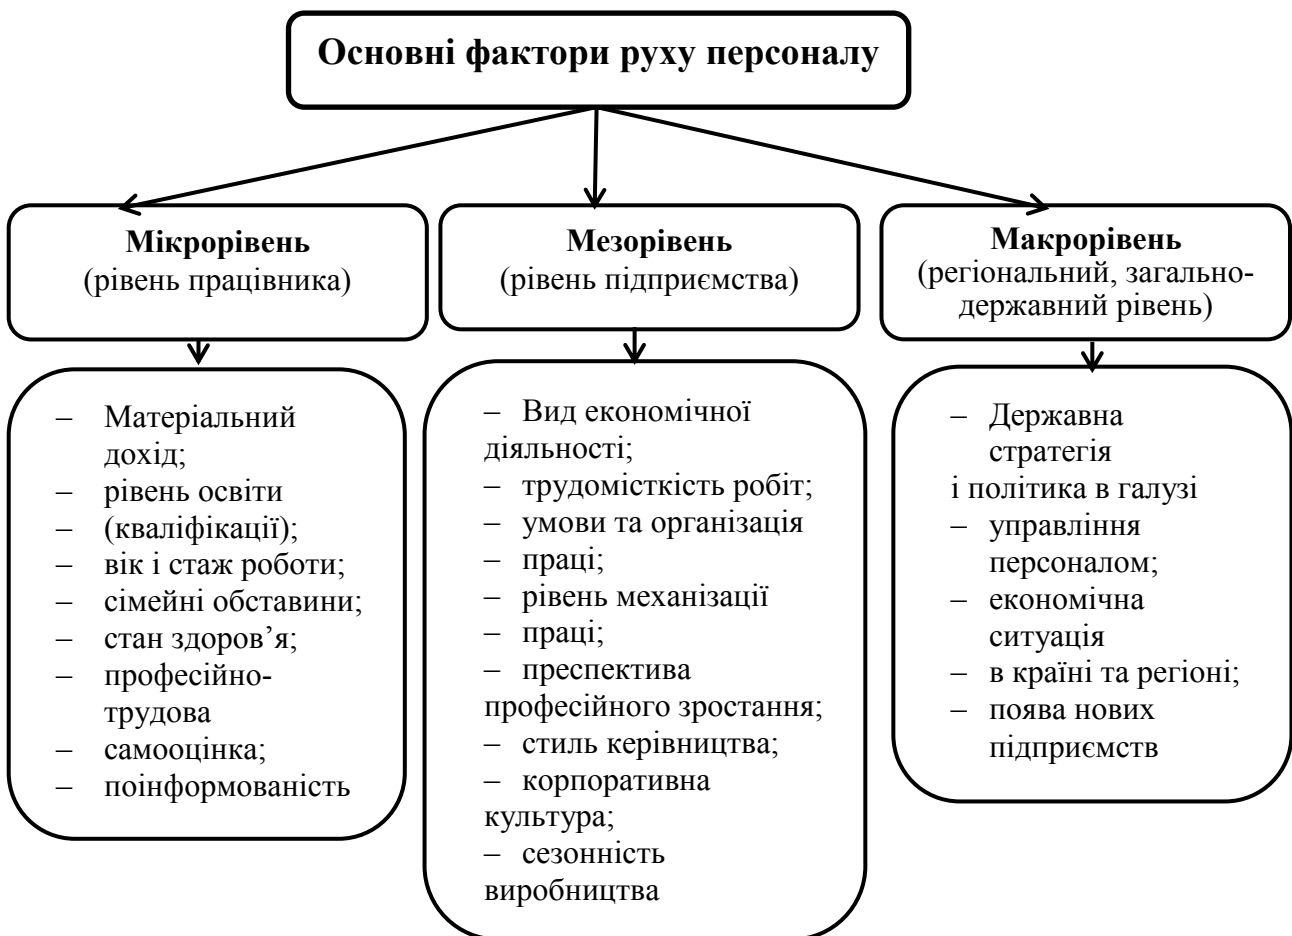 Основні фактори руху персоналу
Мікрорівень
(рівень працівника)
Мезорівень
(рівень підприємства)
Макрорівень
(регіональний, загально-
державний рівень)
– Матеріальний
дохід;
– рівень освіти
– (кваліфікації);
– вік і стаж роботи;
– сімейні обставини;
– стан здоров’я;
– професійно-
трудова
– самооцінка;
– поінформованість
– Вид економічної
діяльності;
– трудомісткість робіт;
– умови та організація
– праці;
– рівень механізації
– праці;
– преспектива
професійного зростання;
– стиль керівництва;
– корпоративна
культура;
– сезонність
виробництва
– Державна
стратегія
і політика в галузі
– управління
персоналом;
– економічна
ситуація
– в країні та регіоні;
– поява нових
підприємств